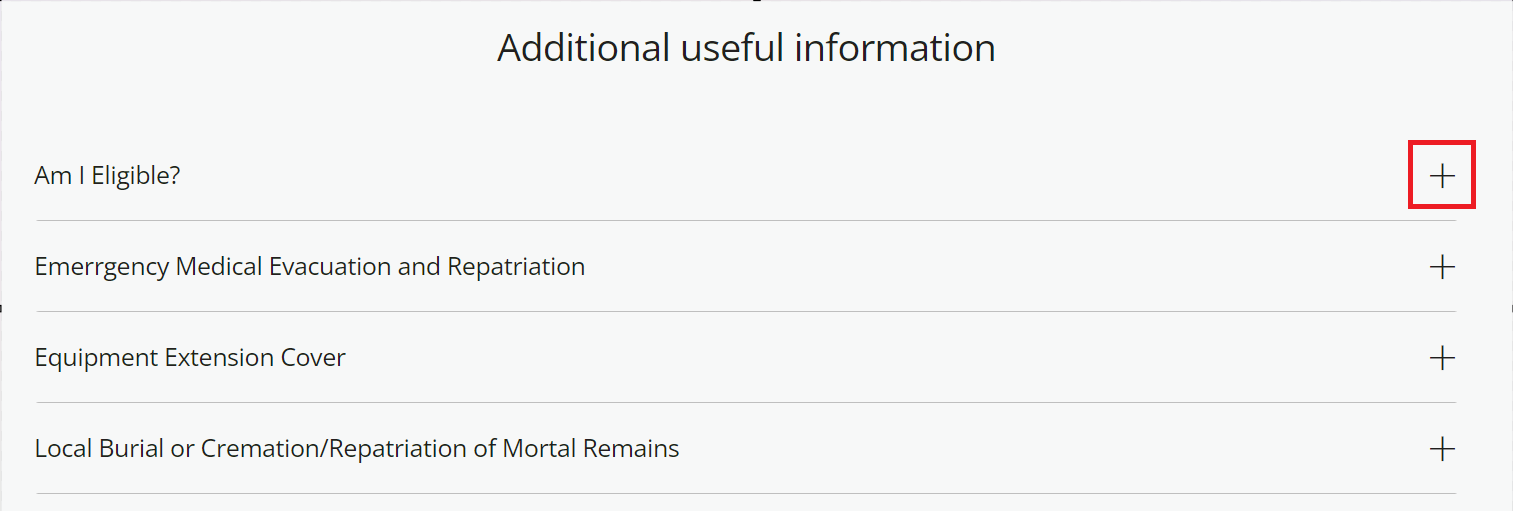 Additional useful information
Am I Eligible?
Emerrgency Medical Evacuation and Repatriation
Equipment Extension Cover
Local Burial or Cremation/Repatriation of Mortal Remains